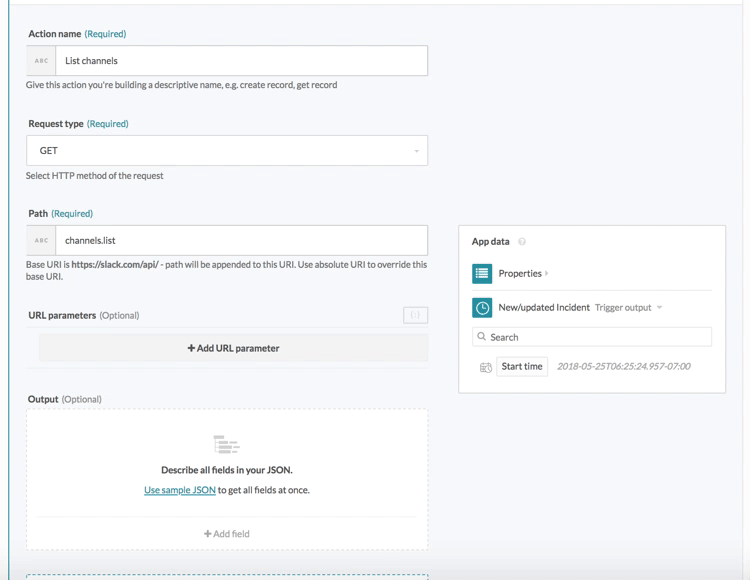 Action name (Required)
ABC List channels
Give this action you're building a descriptive name, e.g. create record, get record
Request type (Required)
GET
Select HTTP method of the request
Path (Required)
ABC channels.list
Base URI is https://slack.com/api/ - path will be appended to this URI. Use absolute URI to override this
base URI.
URL parameters (Optional)
{;}
+ Add URL parameter
Output (Optional)
Describe all fields in your JSON.
Use sample JSON to get all fields at once.
+ Add field
App data ?
Properties
New/updated Incident Trigger output
Search
Start time 2018-05-25T06:25:24.957-07:00